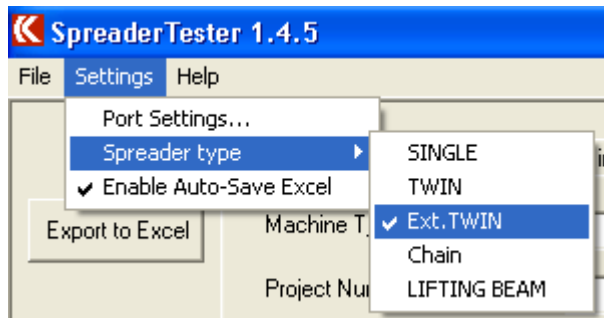 SpreaderTester 1.4.5
File Settings Help
Port Settings...
Spreader type
Enable Auto-Save Excel
SINGLE
TWIN
Ext.TWIN
Chain
LIFTING BEAM
Export to Excel
Machine T
Project Nu